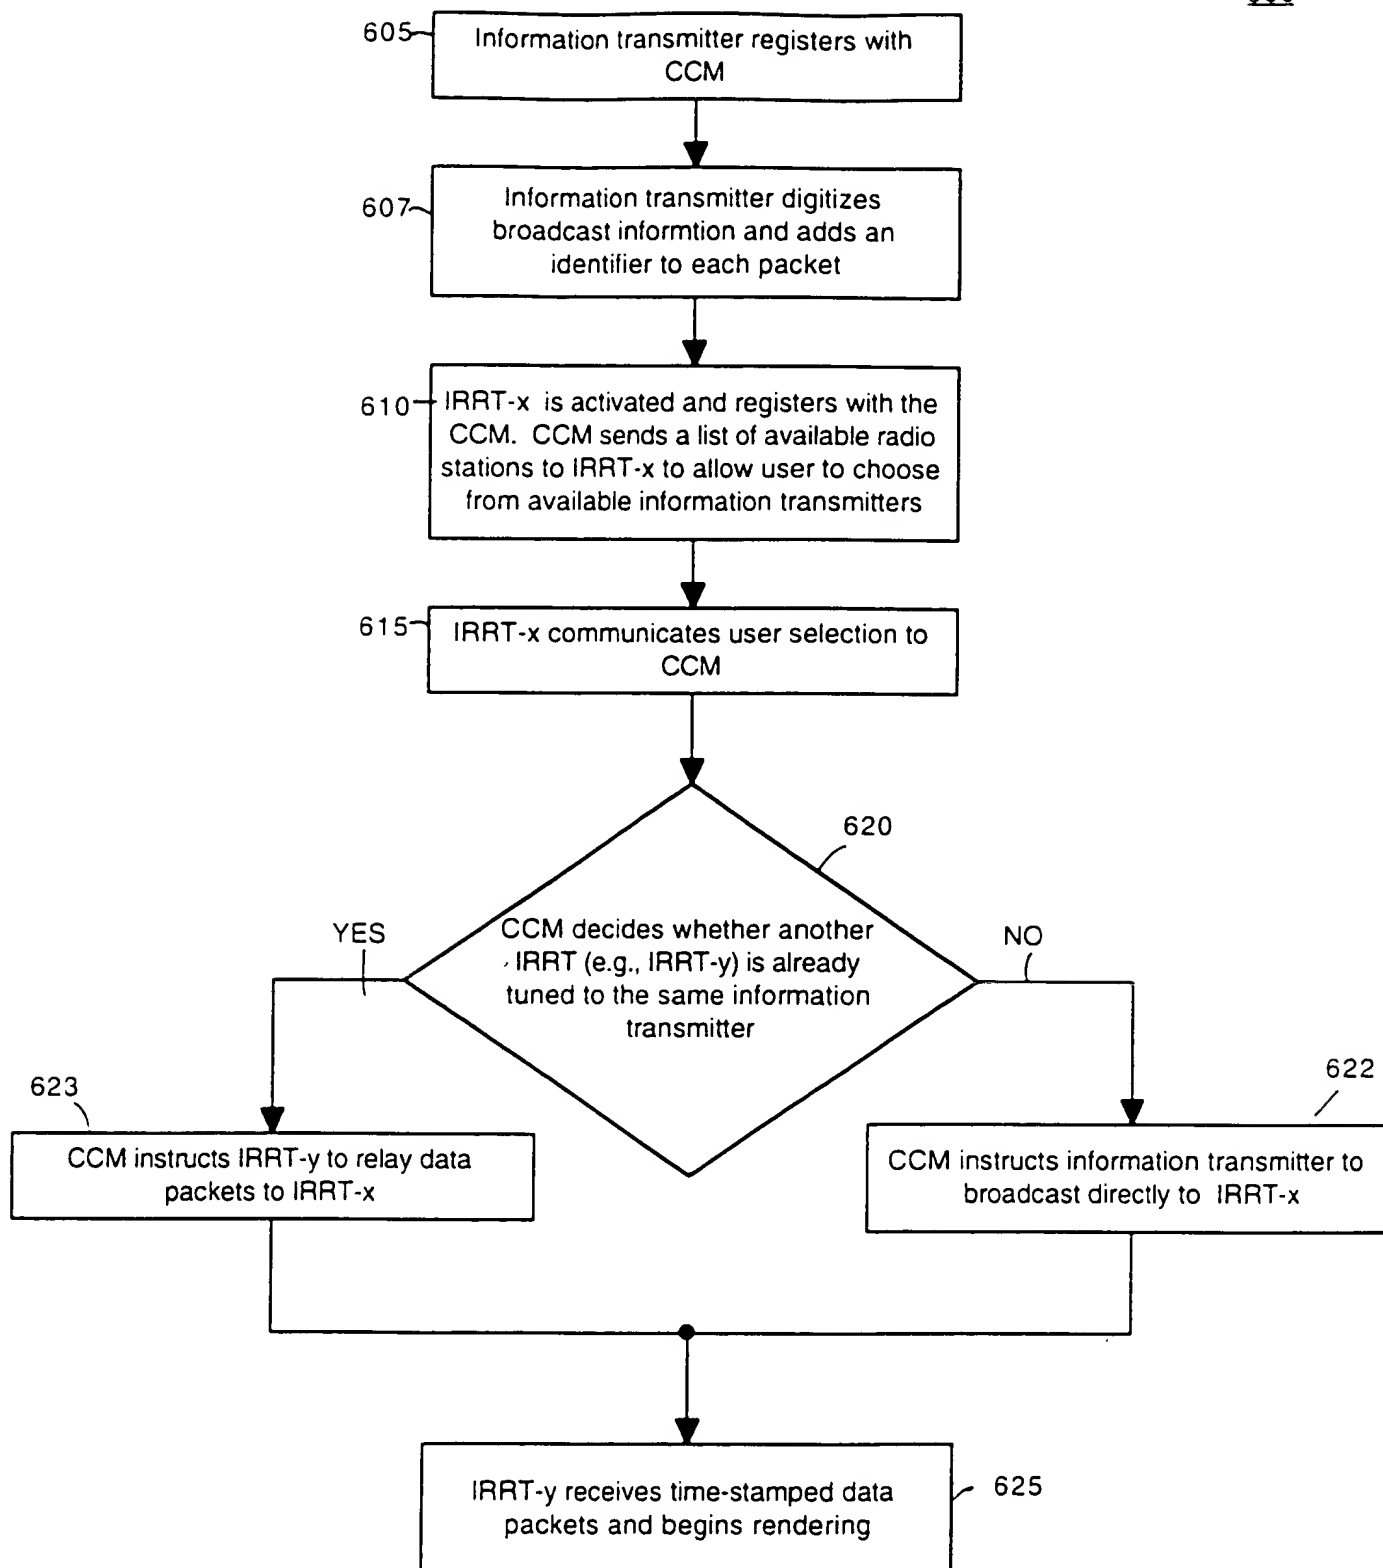 605
Information transmitter registers with
CCM
607
Information transmitter digitizes
broadcast informtion and adds an
identifier to each packet
610
IRRT-x is activated and registers with the
CCM. CCM sends a list of available radio
stations to IRRT-x to allow user to choose
from available information transmitters
615
IRRT-x communicates user selection to
CCM
620
CCM decides whether another
IRRT (e.g., IRRT-y) is already
tuned to the same information
transmitter
YES
NO
623
CCM instructs IRRT-y to relay data
packets to IRRT-x
622
CCM instructs information transmitter to
broadcast directly to IRRT-x
IRRT-y receives time-stamped data
packets and begins rendering
625